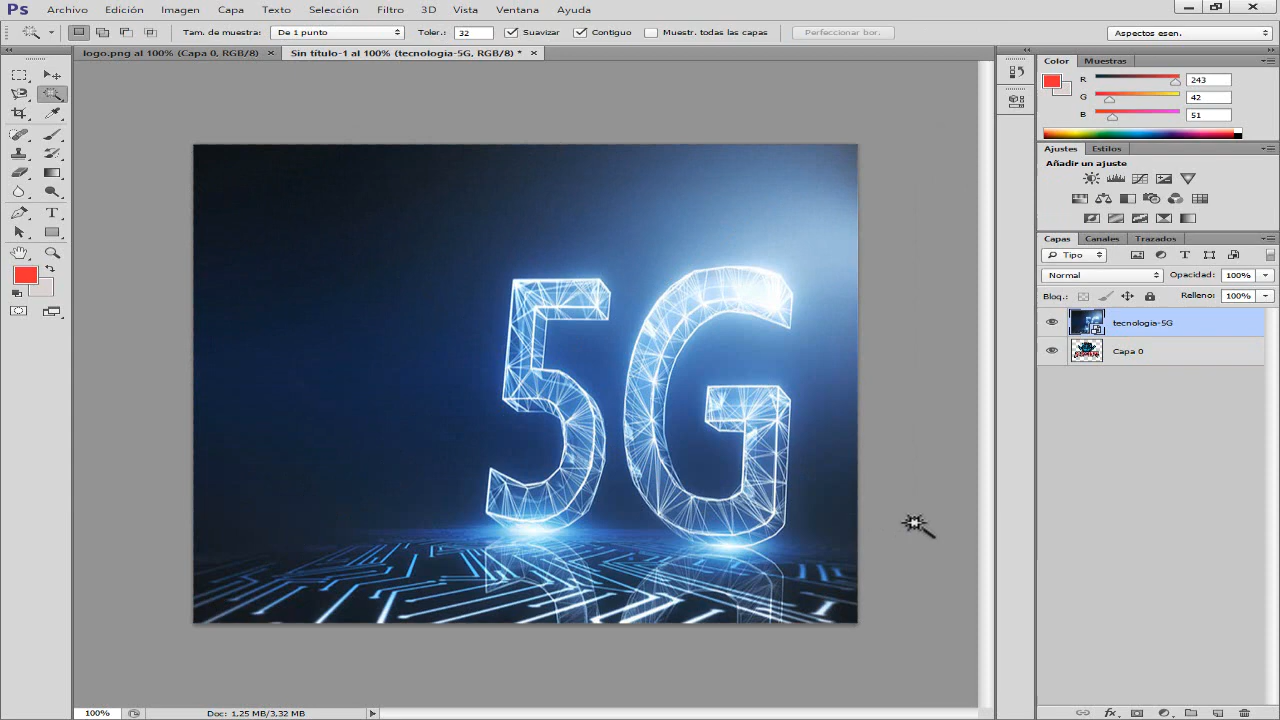 Ps Archivo Edición Imagen Capa Texto Selección Filtro 3D Vista Ventana Ayuda
Tam. de muestra: De 1 punto Toler.: 32 Suavizar Contiguo Muestr. todas las capas Perfeccionar bor. Aspectos esen.
logo.png al 100% (Capa 0, RGB/8) × Sin título-1 al 100% (tecnologia-5G, RGB/8) * ×
Color Muestras
R 243
G 42
B 51
Ajustes Estilos
Añadir un ajuste
Capas Canales Trazados
Tipo
Normal Opacidad: 100%
Bloq.: Relleno: 100%
tecnologia-5G
Capa 0
5G
100% Doc: 1,25 MB/3,32 MB
fx